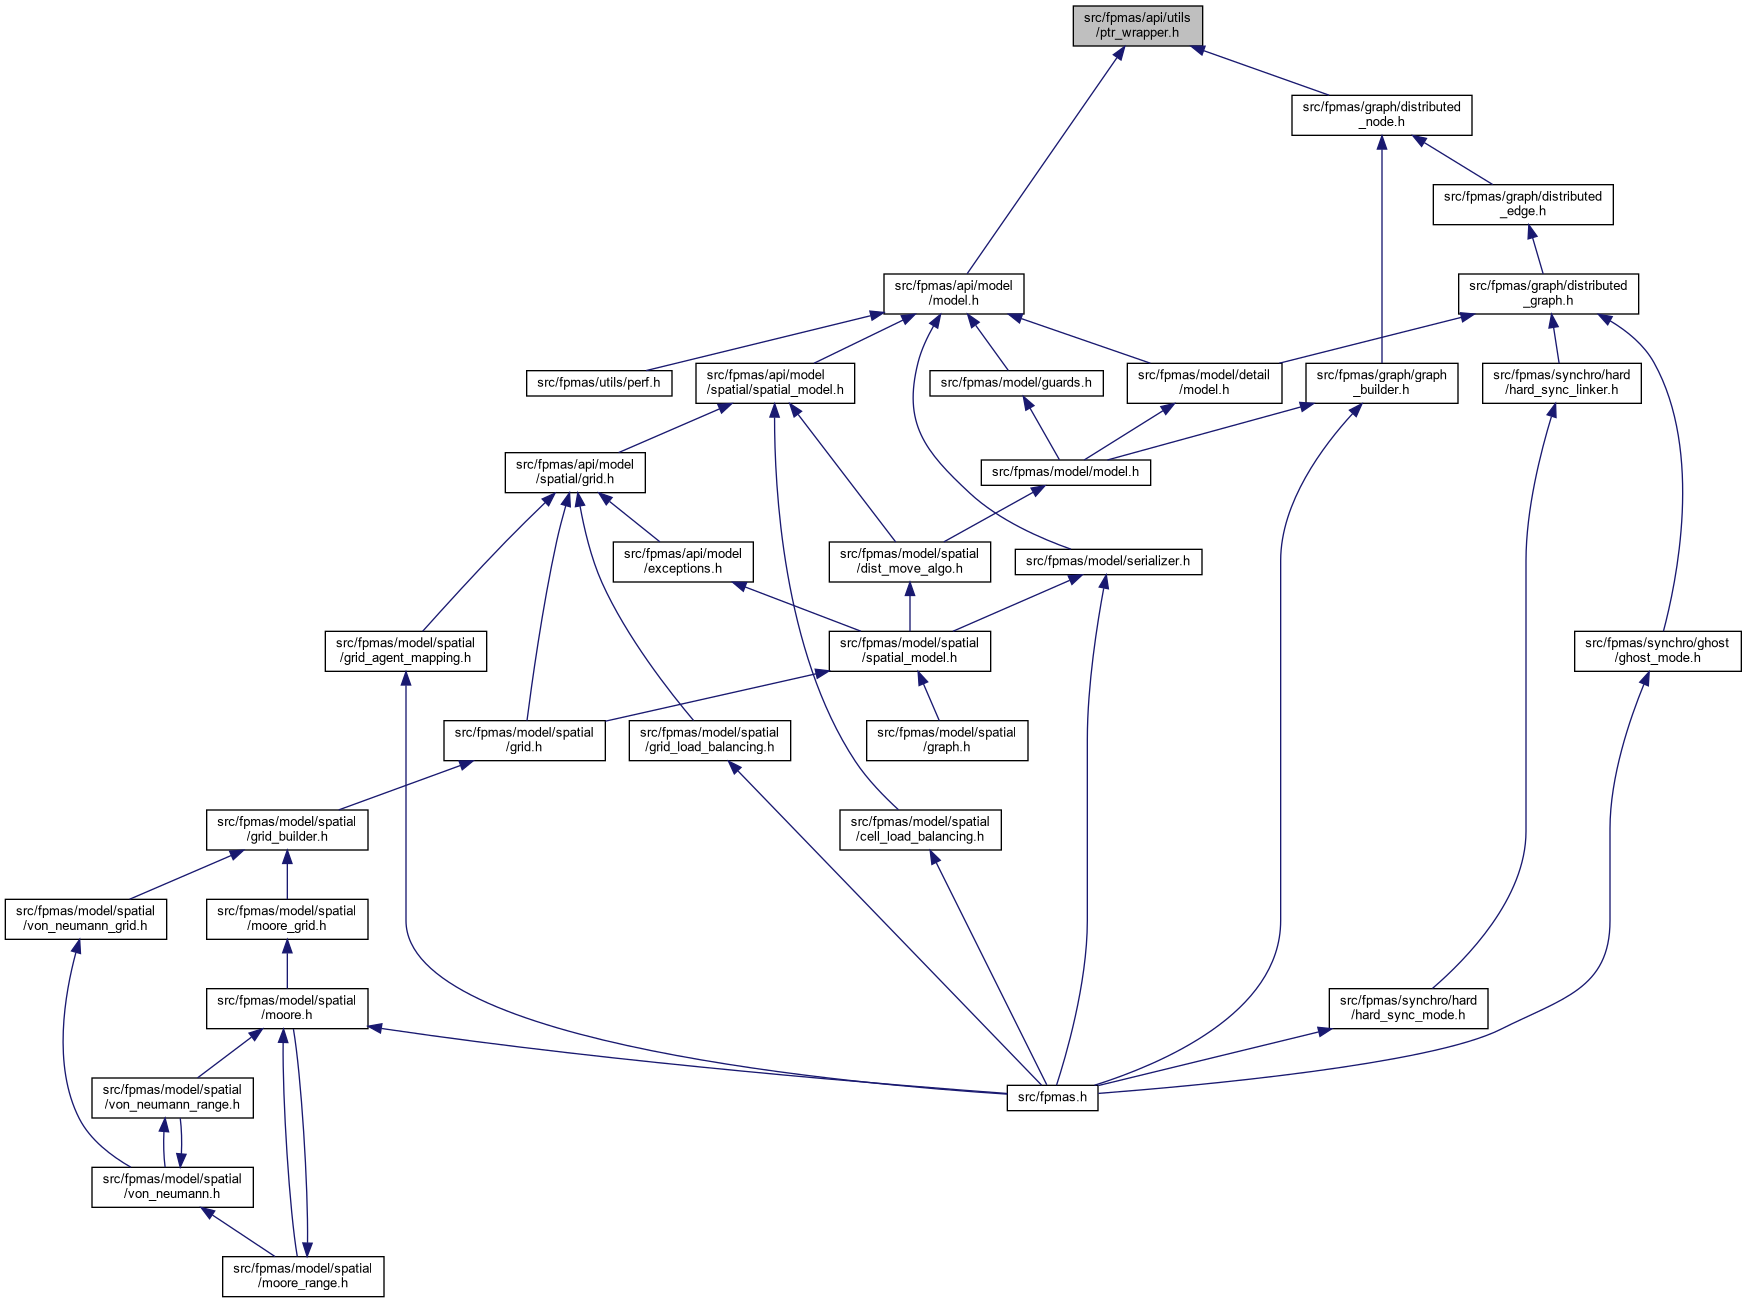 src/fpmas/api/utils
/ptr_wrapper.h
src/fpmas/graph/distributed
_node.h
src/fpmas/graph/distributed
_edge.h
src/fpmas/api/model
/model.h
src/fpmas/graph/distributed
_graph.h
src/fpmas/utils/perf.h
src/fpmas/api/model
/spatial/spatial_model.h
src/fpmas/model/guards.h
src/fpmas/model/detail
/model.h
src/fpmas/graph/graph
_builder.h
src/fpmas/synchro/hard
/hard_sync_linker.h
src/fpmas/api/model
/spatial/grid.h
src/fpmas/model/model.h
src/fpmas/api/model
/exceptions.h
src/fpmas/model/spatial
/dist_move_algo.h
src/fpmas/model/serializer.h
src/fpmas/model/spatial
/grid_agent_mapping.h
src/fpmas/model/spatial
/spatial_model.h
src/fpmas/synchro/ghost
/ghost_mode.h
src/fpmas/model/spatial
/grid.h
src/fpmas/model/spatial
/grid_load_balancing.h
src/fpmas/model/spatial
/graph.h
src/fpmas/model/spatial
/grid_builder.h
src/fpmas/model/spatial
/cell_load_balancing.h
src/fpmas/model/spatial
/von_neumann_grid.h
src/fpmas/model/spatial
/moore_grid.h
src/fpmas/model/spatial
/moore.h
src/fpmas/synchro/hard
/hard_sync_mode.h
src/fpmas/model/spatial
/von_neumann_range.h
src/fpmas.h
src/fpmas/model/spatial
/von_neumann.h
src/fpmas/model/spatial
/moore_range.h